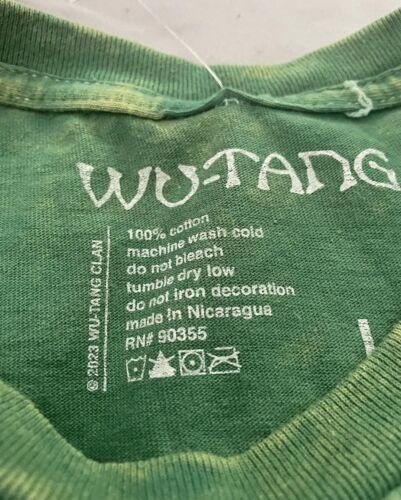 WU-TANG
100% cotton
machine wash cold
do not bleach
tumble dry low
do not iron decoration
made in Nicaragua
RN# 90355
© 2023 WU-TANG CLAN